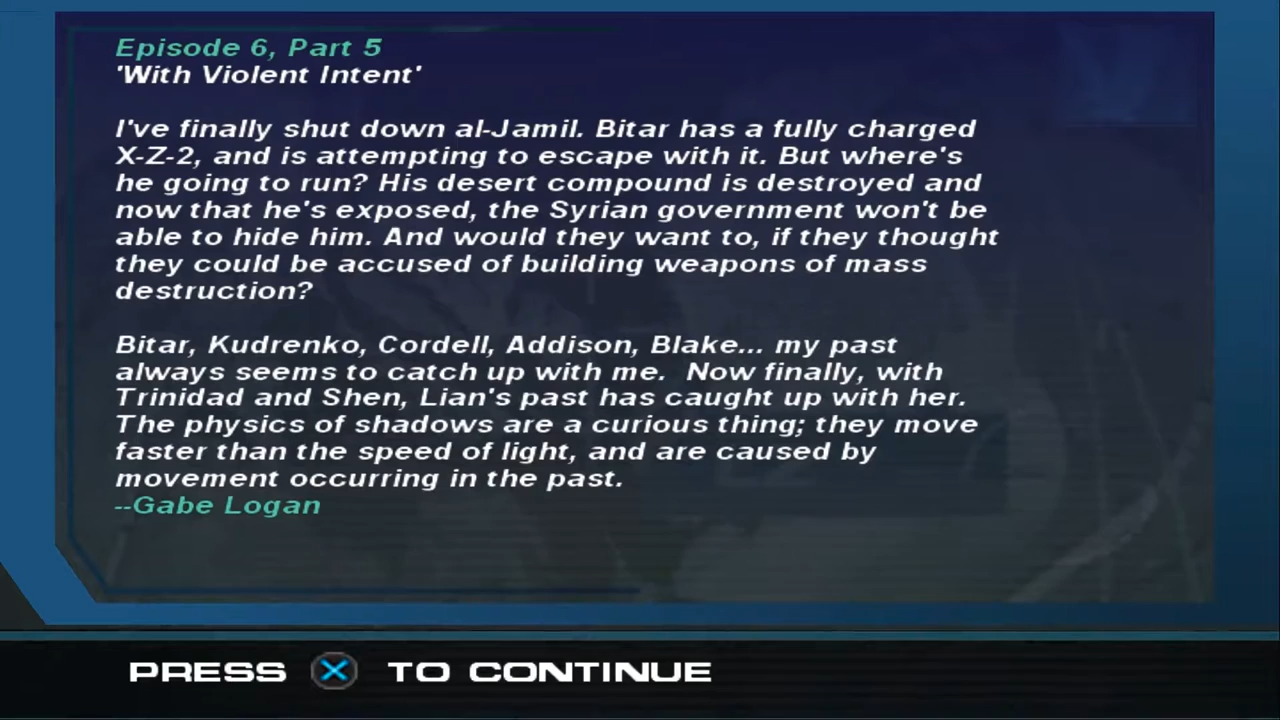 Episode 6, Part 5
'With Violent Intent'
I've finally shut down al-Jamil. Bitar has a fully charged
X-Z-2, and is attempting to escape with it. But where's
he going to run? His desert compound is destroyed and
now that he's exposed, the Syrian government won't be
able to hide him. And would they want to, if they thought
they could be accused of building weapons of mass
destruction?
Bitar, Kudrenko, Cordell, Addison, Blake... my past
always seems to catch up with me.  Now finally, with
Trinidad and Shen, Lian's past has caught up with her.
The physics of shadows are a curious thing; they move
faster than the speed of light, and are caused by
movement occurring in the past.
--Gabe Logan
PRESS X TO CONTINUE